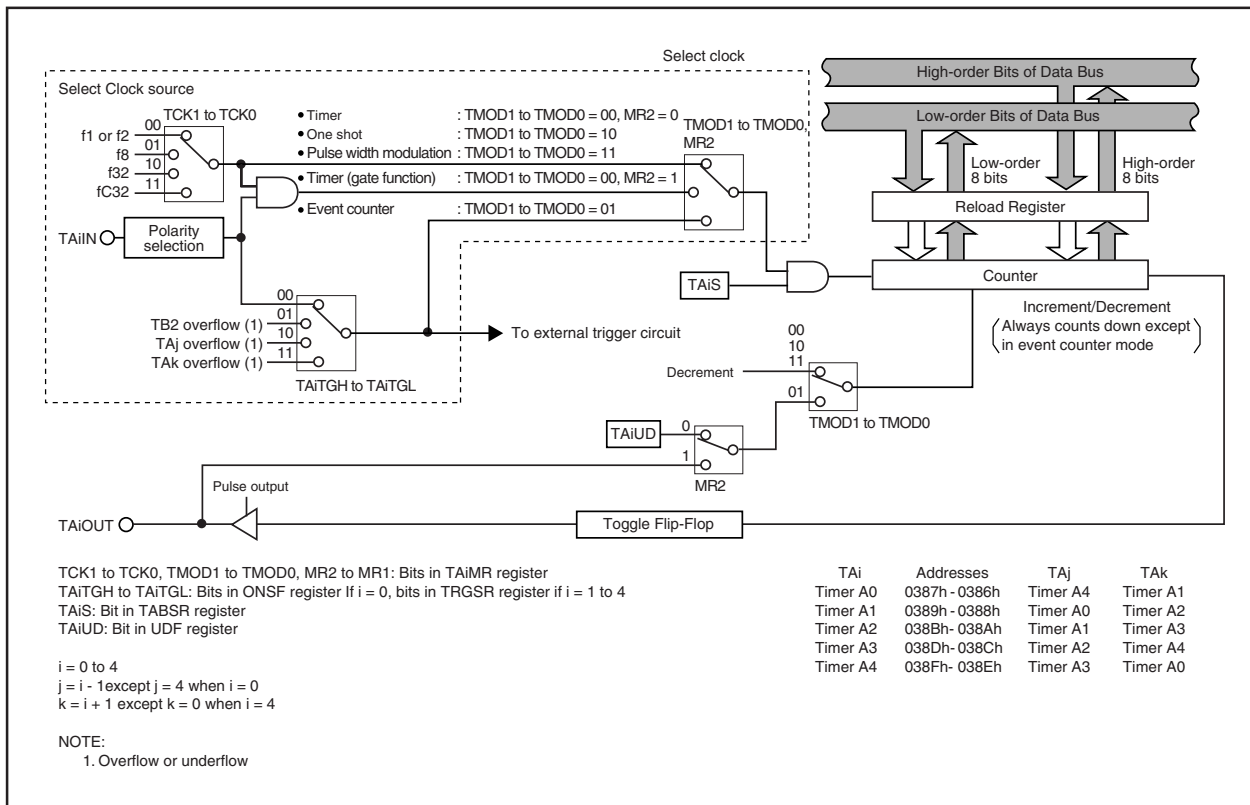 Select clock
Select Clock source
TCK1 to TCK0
f1 or f2
00
f8
01
f32
10
fC32
11
• Timer : TMOD1 to TMOD0 = 00, MR2 = 0
• One shot : TMOD1 to TMOD0 = 10
• Pulse width modulation : TMOD1 to TMOD0 = 11
• Timer (gate function) : TMOD1 to TMOD0 = 00, MR2 = 1
• Event counter : TMOD1 to TMOD0 = 01
TMOD1 to TMOD0,
MR2
High-order Bits of Data Bus
Low-order Bits of Data Bus
Low-order
8 bits
High-order
8 bits
Reload Register
Counter
Increment/Decrement
(Always counts down except
in event counter mode)
TAiIN
Polarity
selection
TAiS
00
TB2 overflow (1)
01
TAj overflow (1)
10
TAk overflow (1)
11
TAiTGH to TAiTGL
To external trigger circuit
00
10
11
Decrement
01
TMOD1 to TMOD0
TAiUD
0
1
MR2
Pulse output
TAiOUT
Toggle Flip-Flop
TCK1 to TCK0, TMOD1 to TMOD0, MR2 to MR1: Bits in TAiMR register
TAiTGH to TAiTGL: Bits in ONSF register If i = 0, bits in TRGSR register if i = 1 to 4
TAiS: Bit in TABSR register
TAiUD: Bit in UDF register
i = 0 to 4
j = i - 1except j = 4 when i = 0
k = i + 1 except k = 0 when i = 4
NOTE:
1. Overflow or underflow
TAi Addresses TAj TAk
Timer A0 0387h - 0386h Timer A4 Timer A1
Timer A1 0389h - 0388h Timer A0 Timer A2
Timer A2 038Bh- 038Ah Timer A1 Timer A3
Timer A3 038Dh- 038Ch Timer A2 Timer A4
Timer A4 038Fh- 038Eh Timer A3 Timer A0